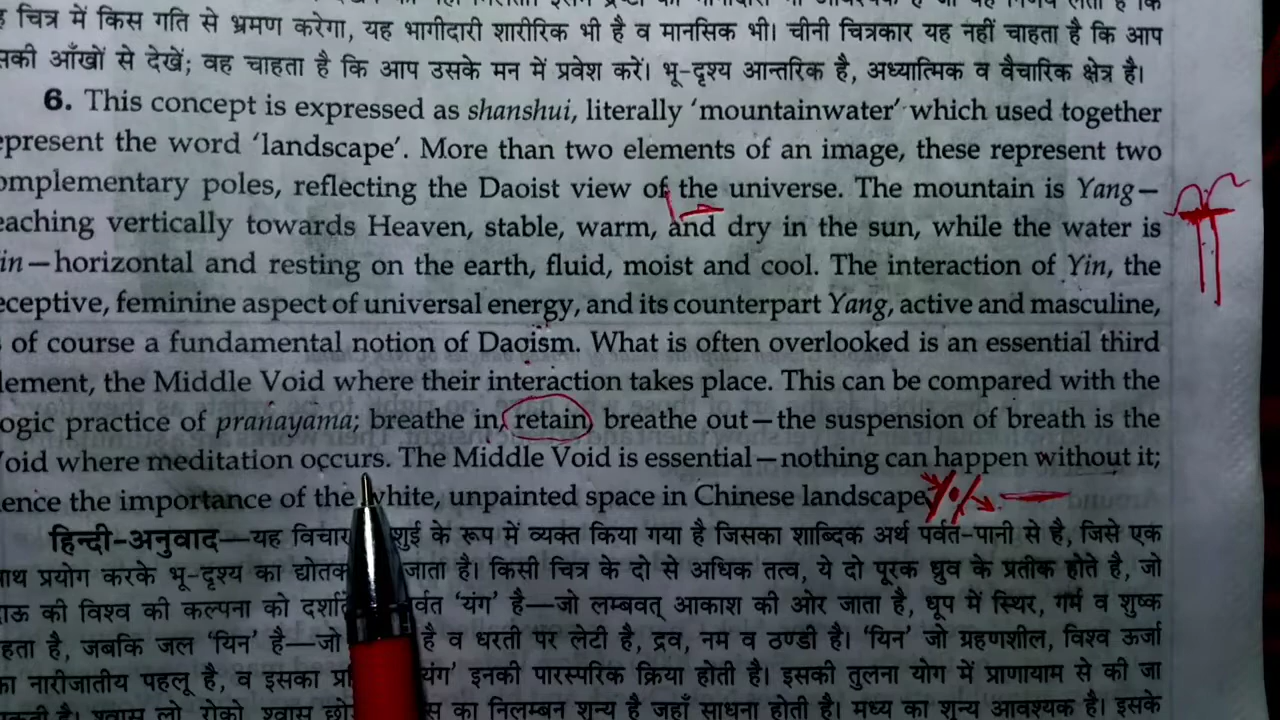 चित्र में किस गति से भ्रमण करेगा, यह भागीदारी शारीरिक भी है व मानसिक भी। चीनी चित्रकार यह नहीं चाहता है कि आप
आँखों से देखें; वह चाहता है कि आप उसके मन में प्रवेश करें। भू-दृश्य आन्तरिक है, अध्यात्मिक व वैचारिक क्षेत्र है।
6. This concept is expressed as shanshui, literally ‘mountainwater’ which used together
epresent the word ‘landscape’. More than two elements of an image, these represent two
omplementary poles, reflecting the Daoist view of the universe. The mountain is Yang—
eaching vertically towards Heaven, stable, warm, and dry in the sun, while the water is
in—horizontal and resting on the earth, fluid, moist and cool. The interaction of Yin, the
eceptive, feminine aspect of universal energy, and its counterpart Yang, active and masculine,
of course a fundamental notion of Daoism. What is often overlooked is an essential third
lement, the Middle Void where their interaction takes place. This can be compared with the
ogic practice of pranayama; breathe in, retain, breathe out—the suspension of breath is the
oid where meditation occurs. The Middle Void is essential—nothing can happen without it;
ence the importance of the white, unpainted space in Chinese landscape
हिन्दी-अनुवाद—यह विचार शुई के रूप में व्यक्त किया गया है जिसका शाब्दिक अर्थ पर्वत-पानी से है, जिसे एक
प्रयोग करके भू-दृश्य का द्योतक जाता है। किसी चित्र के दो से अधिक तत्व, ये दो पूरक ध्रुव के प्रतीक होते है, जो
की विश्व की कल्पना को ‘यंग’ है—जो लम्बवत् आकाश की ओर जाता है, धूप में स्थिर, गर्म व शुष्क
जबकि जल ‘यिन’ है—जो है व धरती पर लेटी है, द्रव, नम व ठण्डी है। ‘यिन’ जो ग्रहणशील, विश्व ऊर्जा
नारीजातीय पहलू है, व इसका यंग’ इनकी पारस्परिक क्रिया होती है। इसकी तुलना योग में प्राणायाम से की जा
श्वास लो, रोको, श्वास का निलम्बन शून्य है जहाँ साधना होती है। मध्य का शून्य आवश्यक है। इसके